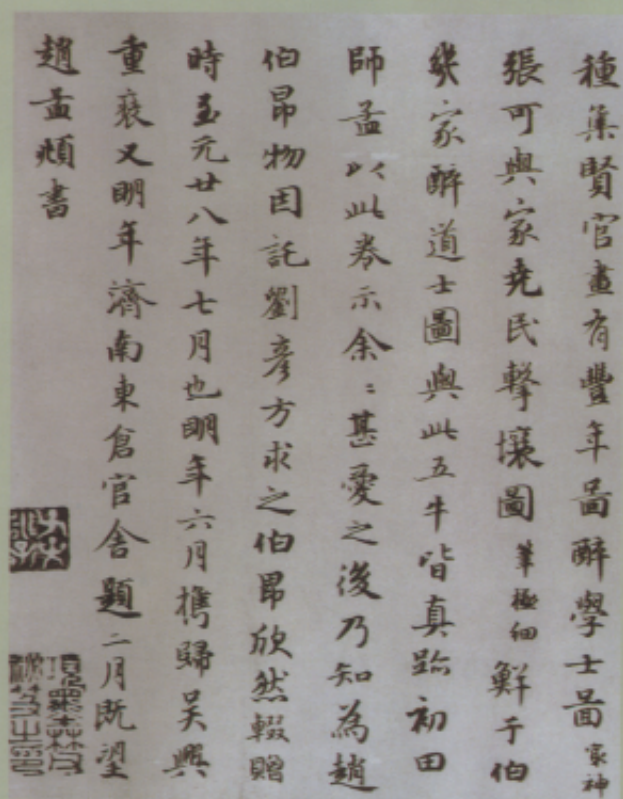 種集賢官畫有豐年啚醉學士啚家神
張可與家堯民擊壤圖筆極細鮮于伯
幾家醉道士圖與此五牛皆真跡初田
師孟以此卷示余〻甚愛之後乃知為趙
伯昂物因託劉彥方求之伯昂欣然輟贈
時至元廿八年七月也明年六月攜歸吳興
重裝又明年濟南東倉官舍題二月既望
趙孟頫書